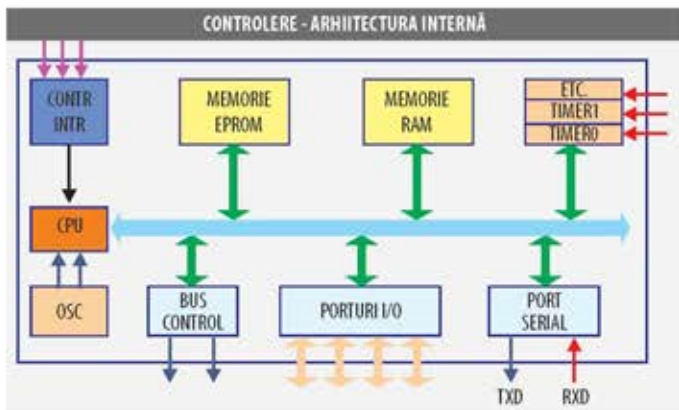 CONTROLERE - ARHIITECTURA INTERNĂ
CONTR
INTR
MEMORIE
EPROM
MEMORIE
RAM
ETC.
TIMER1
TIMER0
CPU
OSC
BUS
CONTROL
PORTURI I/O
PORT
SERIAL
TXD
RXD